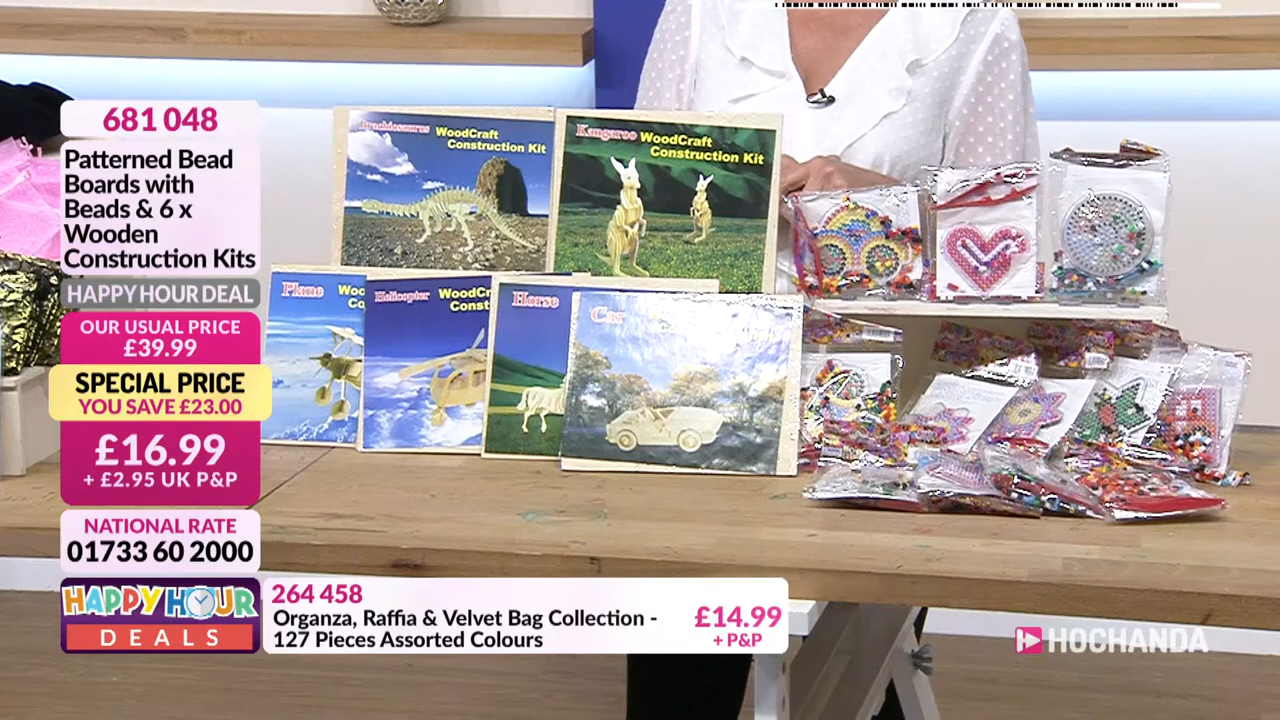 681 048
Patterned Bead
Boards with
Beads & 6 x
Wooden
Construction Kits
HAPPY HOUR DEAL
OUR USUAL PRICE
£39.99
SPECIAL PRICE
YOU SAVE £23.00
£16.99
+ £2.95 UK P&P
NATIONAL RATE
01733 60 2000
HAPPY HOUR
DEALS
264 458
Organza, Raffia & Velvet Bag Collection -
127 Pieces Assorted Colours
£14.99
+ P&P
Brachiosaurus WoodCraft
Construction Kit
Kangaroo WoodCraft
Construction Kit
Plane Woo
Co
Helicopter WoodCr
Const
Horse
Car
HOCHANDA